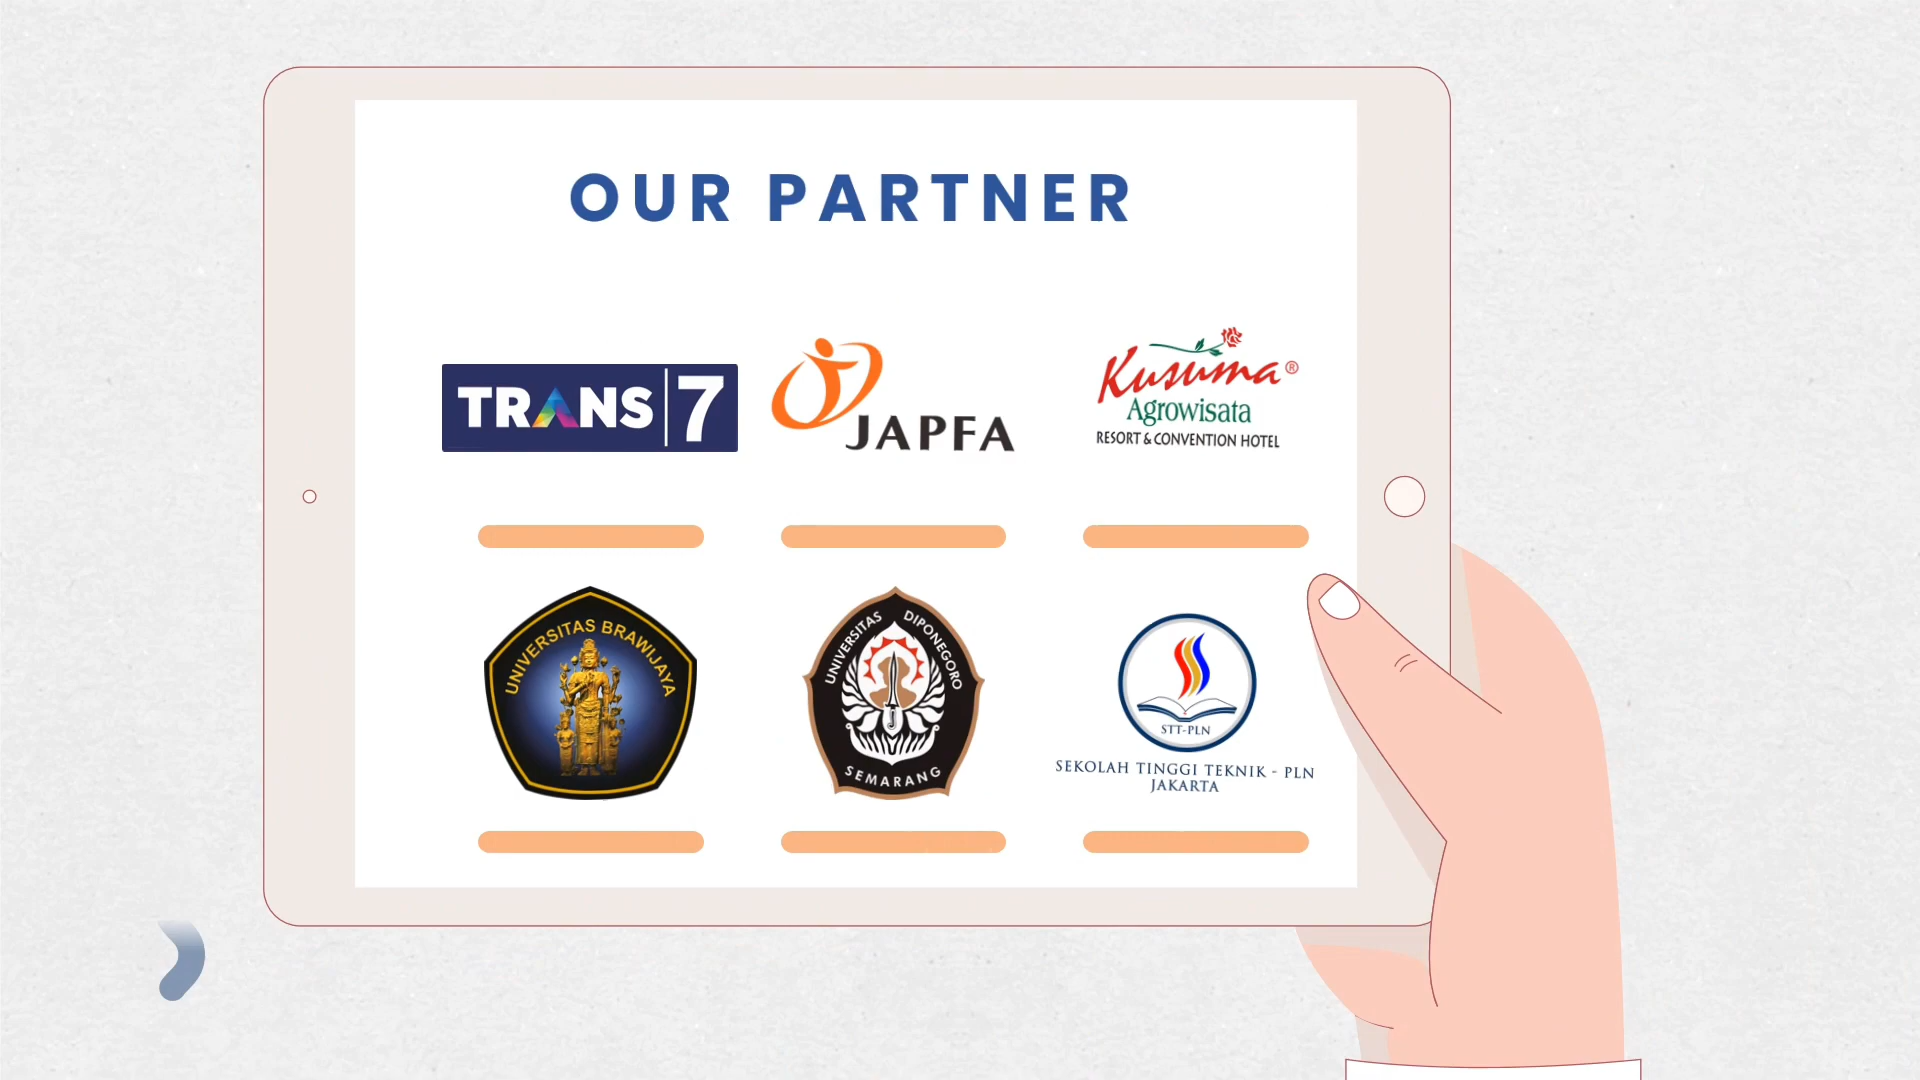 OUR PARTNER
TRANS|7
JAPFA
Kusuma®
Agrowisata
RESORT & CONVENTION HOTEL
UNIVERSITAS BRAWIJAYA
UNIVERSITAS DIPONEGORO
SEMARANG
STT-PLN
SEKOLAH TINGGI TEKNIK - PLN
JAKARTA